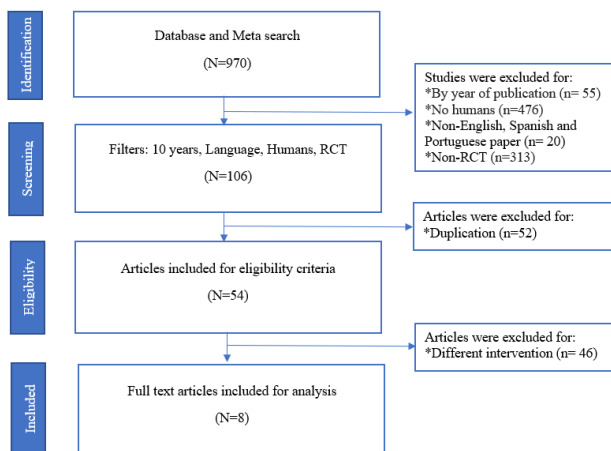 Identification
Database and Meta search
(N=970)
Studies were excluded for:
*By year of publication (n= 55)
*No humans (n=476)
*Non-English, Spanish and
Portuguese paper (n= 20)
*Non-RCT (n=313)
Screening
Filters: 10 years, Language, Humans, RCT
(N=106)
Articles were excluded for:
*Duplication (n=52)
Eligibility
Articles included for eligibility criteria
(N=54)
Articles were excluded for:
*Different intervention (n= 46)
Included
Full text articles included for analysis
(N=8)